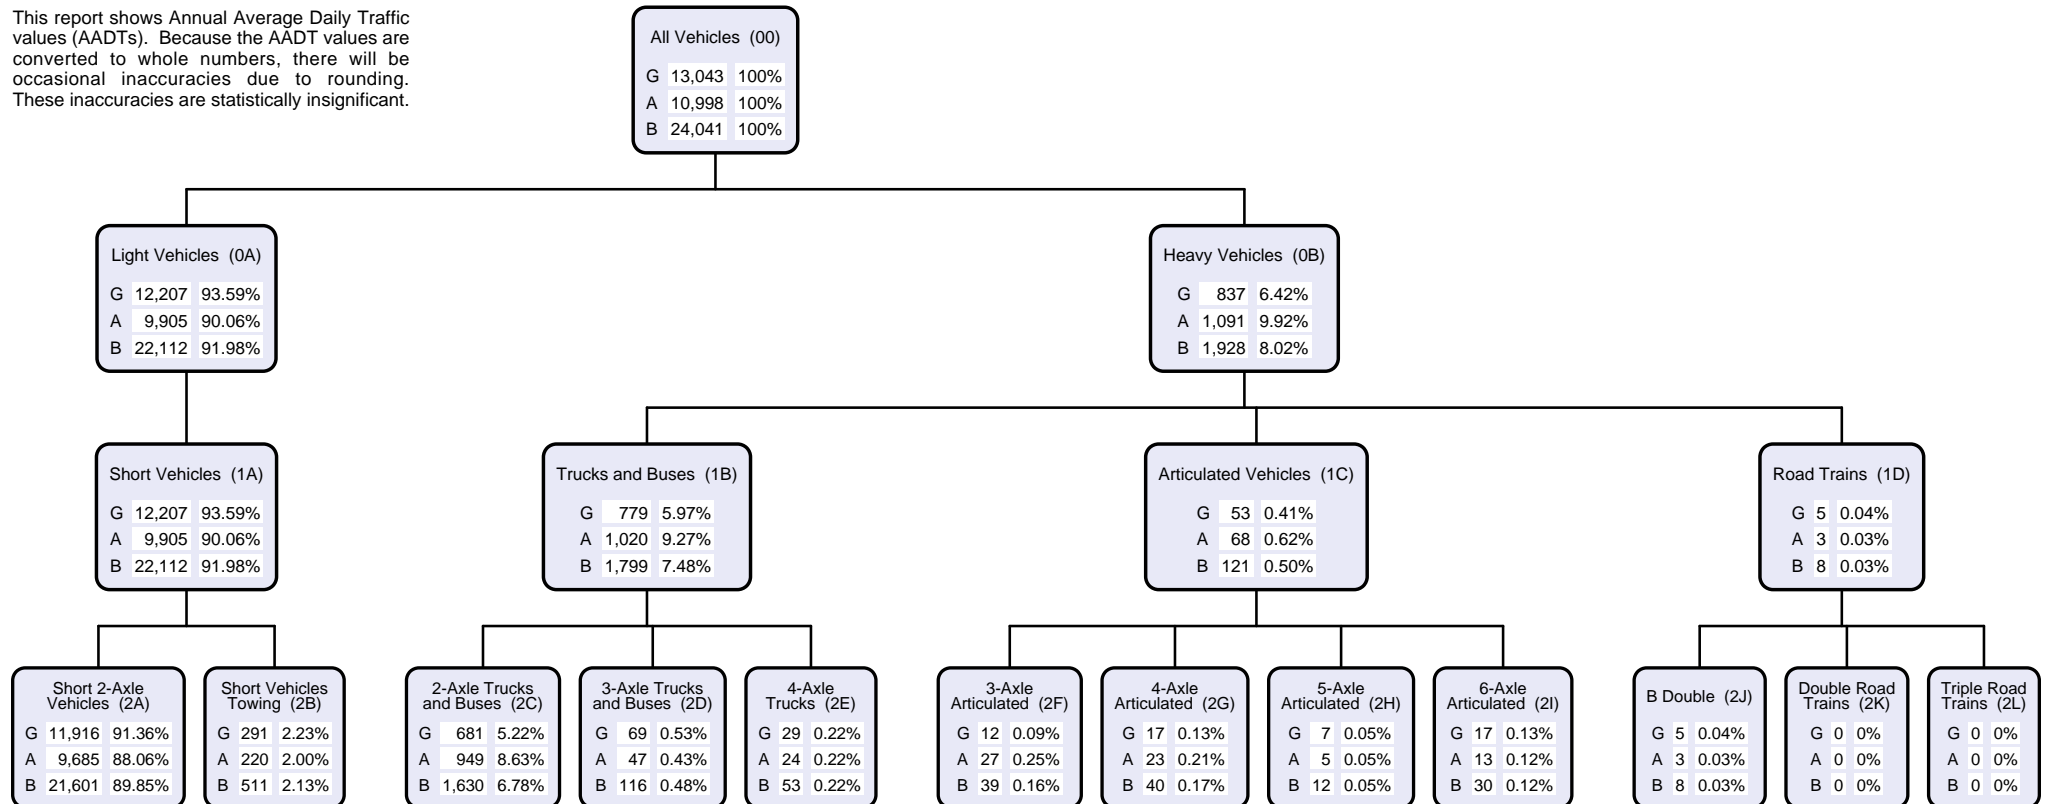 This report shows Annual Average Daily Traffic
values (AADTs). Because the AADT values are
converted to whole numbers, there will be
occasional inaccuracies due to rounding.
These inaccuracies are statistically insignificant.
All Vehicles (00)
G 13,043 100%
A 10,998 100%
B 24,041 100%
Light Vehicles (0A)
G 12,207 93.59%
A 9,905 90.06%
B 22,112 91.98%
Heavy Vehicles (0B)
G 837 6.42%
A 1,091 9.92%
B 1,928 8.02%
Short Vehicles (1A)
G 12,207 93.59%
A 9,905 90.06%
B 22,112 91.98%
Trucks and Buses (1B)
G 779 5.97%
A 1,020 9.27%
B 1,799 7.48%
Articulated Vehicles (1C)
G 53 0.41%
A 68 0.62%
B 121 0.50%
Road Trains (1D)
G 5 0.04%
A 3 0.03%
B 8 0.03%
Short 2-Axle
Vehicles (2A)
G 11,916 91.36%
A 9,685 88.06%
B 21,601 89.85%
Short Vehicles
Towing (2B)
G 291 2.23%
A 220 2.00%
B 511 2.13%
2-Axle Trucks
and Buses (2C)
G 681 5.22%
A 949 8.63%
B 1,630 6.78%
3-Axle Trucks
and Buses (2D)
G 69 0.53%
A 47 0.43%
B 116 0.48%
4-Axle
Trucks (2E)
G 29 0.22%
A 24 0.22%
B 53 0.22%
3-Axle
Articulated (2F)
G 12 0.09%
A 27 0.25%
B 39 0.16%
4-Axle
Articulated (2G)
G 17 0.13%
A 23 0.21%
B 40 0.17%
5-Axle
Articulated (2H)
G 7 0.05%
A 5 0.05%
B 12 0.05%
6-Axle
Articulated (2I)
G 17 0.13%
A 13 0.12%
B 30 0.12%
B Double (2J)
G 5 0.04%
A 3 0.03%
B 8 0.03%
Double Road
Trains (2K)
G 0 0%
A 0 0%
B 0 0%
Triple Road
Trains (2L)
G 0 0%
A 0 0%
B 0 0%